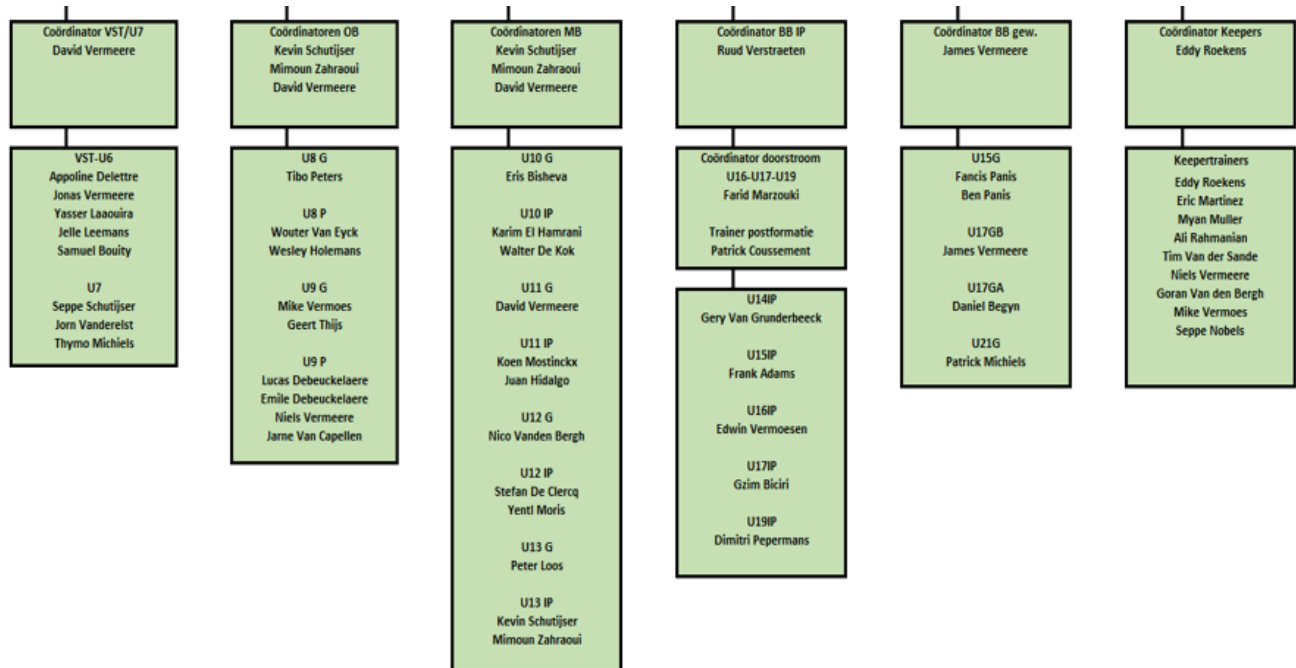 Coördinator VST/U7
David Vermeere
VST-U6
Appoline Delettre
Jonas Vermeere
Yasser Laaouira
Jelle Leemans
Samuel Bouity
U7
Seppe Schutijser
Jorn Vanderelst
Thymo Michiels
Coördinatoren OB
Kevin Schutijser
Mimoun Zahraoui
David Vermeere
U8 G
Tibo Peters
U8 P
Wouter Van Eyck
Wesley Holemans
U9 G
Mike Vermoes
Geert Thijs
U9 P
Lucas Debeuckelaere
Emile Debeuckelaere
Niels Vermeere
Jarne Van Capellen
Coördinatoren MB
Kevin Schutijser
Mimoun Zahraoui
David Vermeere
U10 G
Eris Bisheva
U10 IP
Karim El Hamrani
Walter De Kok
U11 G
David Vermeere
U11 IP
Koen Mostinckx
Juan Hidalgo
U12 G
Nico Vanden Bergh
U12 IP
Stefan De Clercq
Yentl Moris
U13 G
Peter Loos
U13 IP
Kevin Schutijser
Mimoun Zahraoui
Coördinator BB IP
Ruud Verstraeten
Coördinator doorstroom
U16-U17-U19
Farid Marzouki
Trainer postformatie
Patrick Coussement
U14IP
Gery Van Grunderbeeck
U15IP
Frank Adams
U16IP
Edwin Vermoesen
U17IP
Gzim Biciri
U19IP
Dimitri Pepermans
Coördinator BB gew.
James Vermeere
U15G
Fancis Panis
Ben Panis
U17GB
James Vermeere
U17GA
Daniel Begyn
U21G
Patrick Michiels
Coördinator Keepers
Eddy Roekens
Keepertrainers
Eddy Roekens
Eric Martinez
Myan Muller
Ali Rahmanian
Tim Van der Sande
Niels Vermeere
Goran Van den Bergh
Mike Vermoes
Seppe Nobels